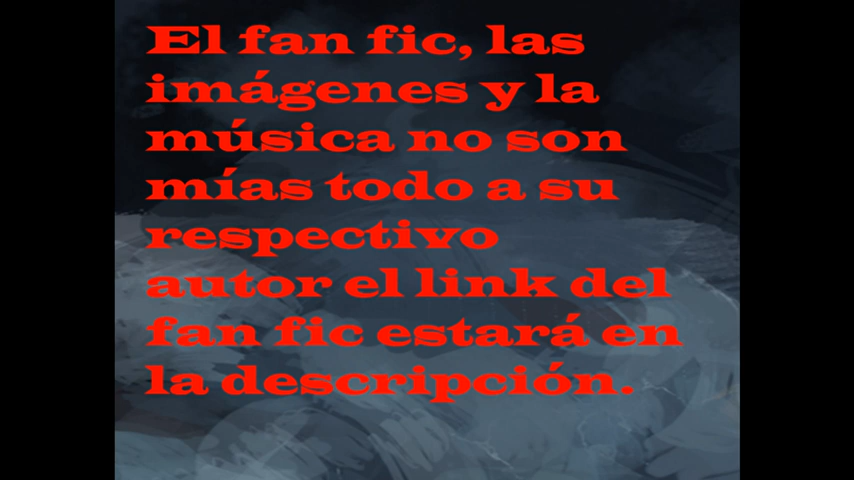 El fan fic, las
imágenes y la
música no son
mías todo a su
respectivo
autor el link del
fan fic estará en
la descripción.